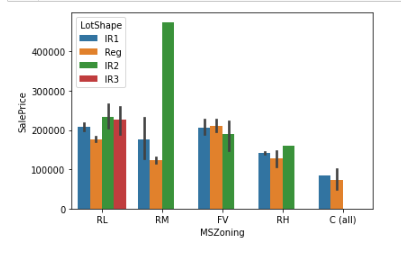 LotShape
IR1
Reg
IR2
IR3
400000
300000
200000
100000
0
SalePrice
RL
RM
FV
RH
C (all)
MSZoning